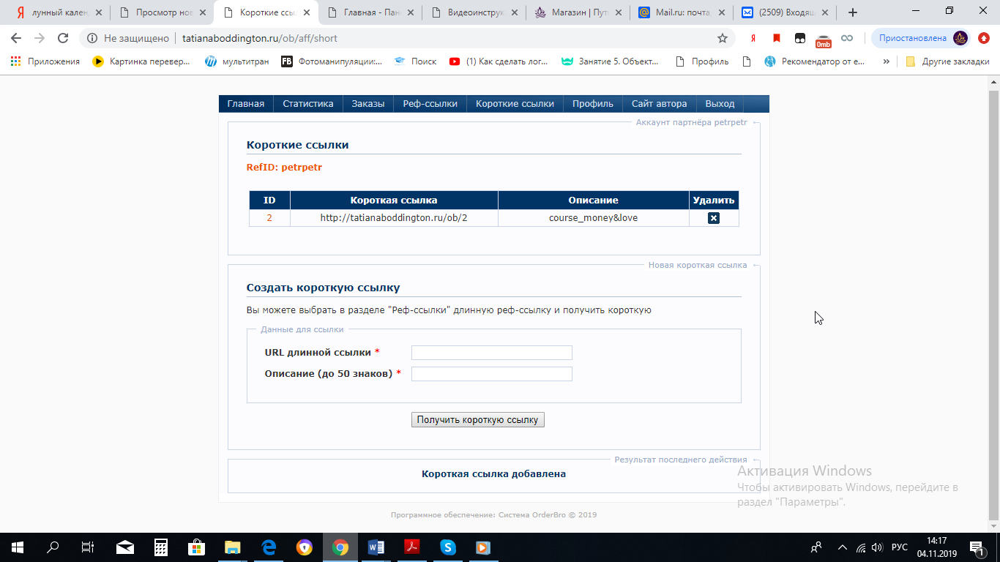 лунный кален
Просмотр нов
Короткие ссы
Главная - Пан
Видеоинструк
Магазин | Путь
Mail.ru: почта,
(2509) Входящ
Не защищено | tatianaboddington.ru/ob/aff/short
0mb
Приостановлена
Приложения
Картинка перевер...
мультитран
FB Фотоманипуляции:...
Поиск
(1) Как сделать лог...
Занятие 5. Объект...
Профиль
Рекомендатор от е...
»
Другие закладки
Главная
Статистика
Заказы
Реф-ссылки
Короткие ссылки
Профиль
Сайт автора
Выход
Аккаунт партнёра petrpetr ←
Короткие ссылки
RefID: petrpetr
ID Короткая ссылка Описание Удалить
2 http://tatianaboddington.ru/ob/2 course_money&love
Новая короткая ссылка ←
Создать короткую ссылку
Вы можете выбрать в разделе "Реф-ссылки" длинную реф-ссылку и получить короткую
Данные для ссылки
URL длинной ссылки *
Описание (до 50 знаков) *
Получить короткую ссылку
Результат последнего действия ←
Короткая ссылка добавлена
Активация Windows
Чтобы активировать Windows, перейдите в
раздел "Параметры".
Программное обеспечение: Система OrderBro © 2019
РУС
14:17
04.11.2019
1